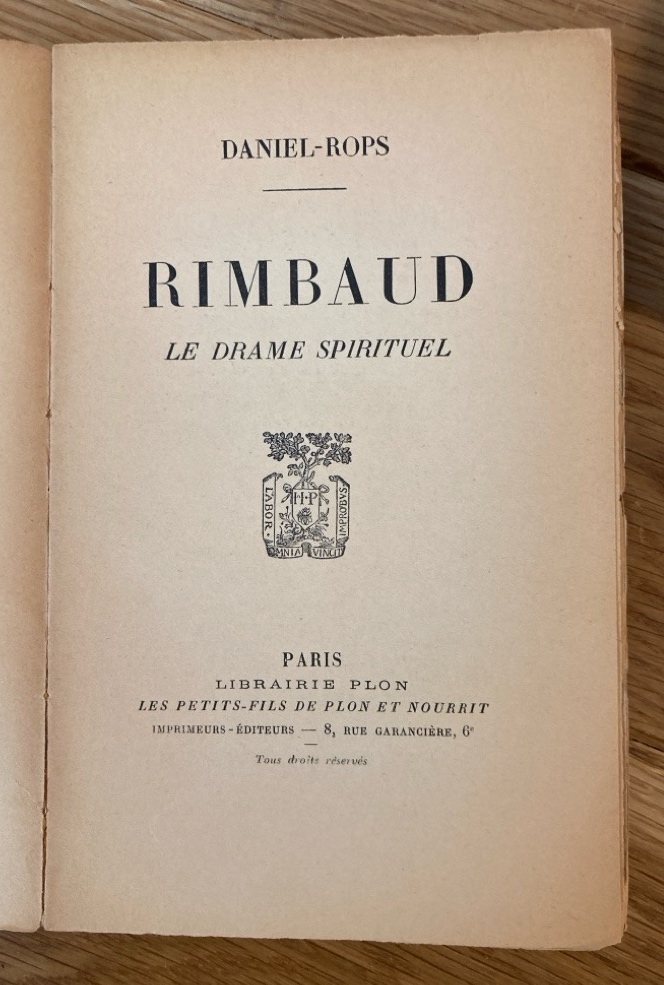 DANIEL-ROPS
RIMBAUD
LE DRAME SPIRITUEL
H·P
LABOR·
IMPROBVS
OMNIA VINCIT
PARIS
LIBRAIRIE PLON
LES PETITS-FILS DE PLON ET NOURRIT
IMPRIMEURS-ÉDITEURS — 8, RUE GARANCIÈRE, 6e
Tous droits réservés